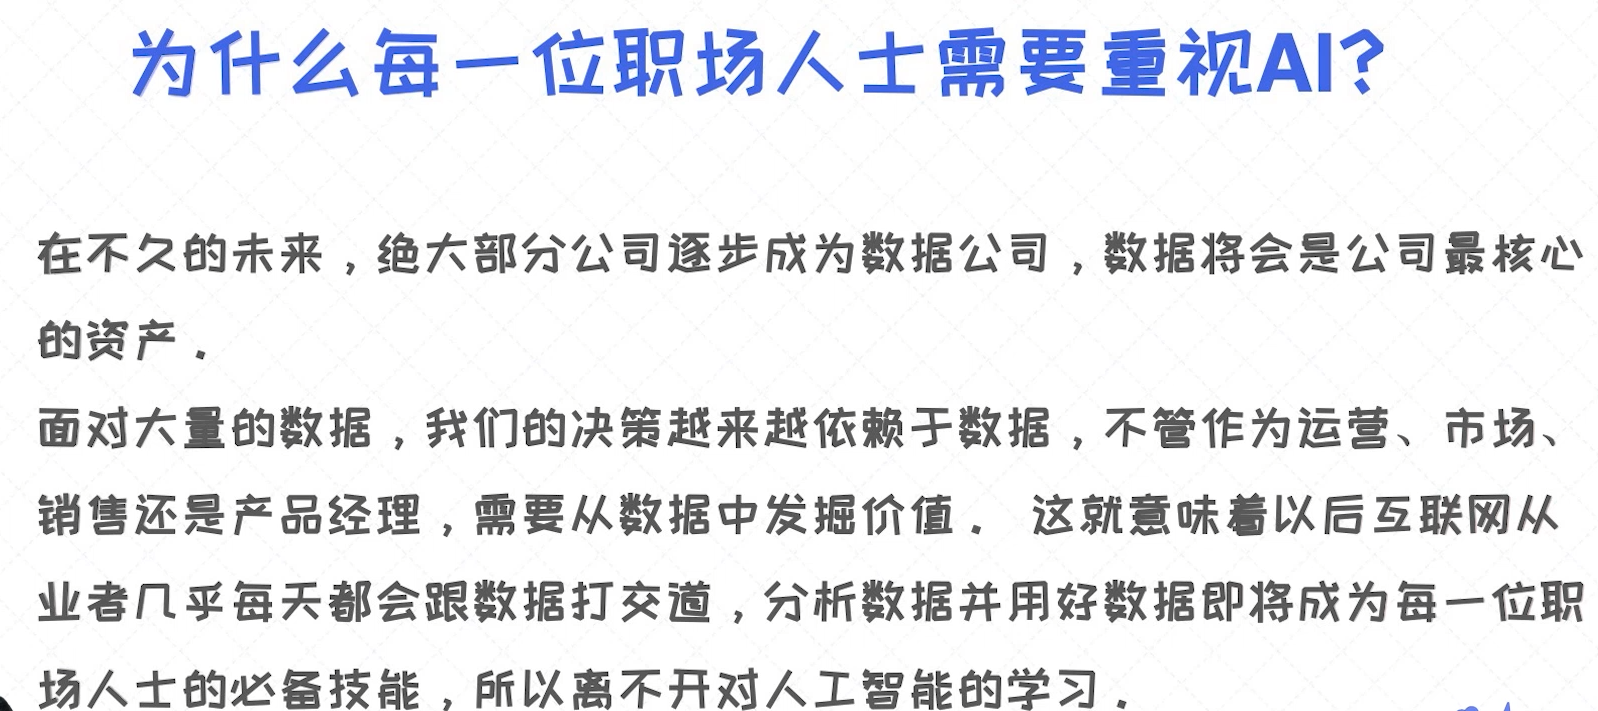 为什么每一位职场人士需要重视AI?
在不久的未来，绝大部分公司逐步成为数据公司，数据将会是公司最核心
的资产．
面对大量的数据，我们的决策越来越依赖于数据，不管作为运营、市场、
销售还是产品经理，需要从数据中发掘价值． 这就意味着以后互联网从
业者几乎每天都会跟数据打交道，分析数据并用好数据即将成为每一位职
场人士的必备技能，所以离不开对人工智能的学习．